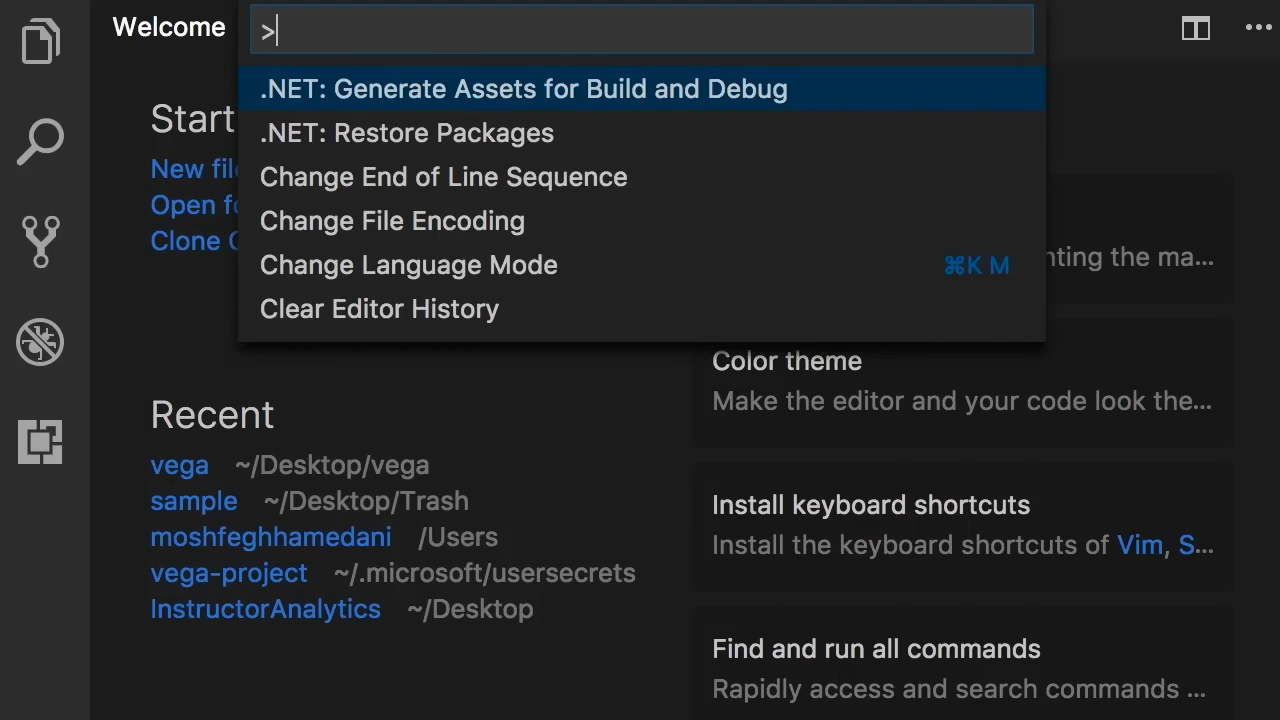 Welcome
>
.NET: Generate Assets for Build and Debug
.NET: Restore Packages
Change End of Line Sequence
Change File Encoding
Change Language Mode ⌘K M
Clear Editor History
Start
New
Open
Clone
the ma...
Color theme
Make the editor and your code look the...
Recent
vega ~/Desktop/vega
sample ~/Desktop/Trash
moshfeghhamedani /Users
vega-project ~/.microsoft/usersecrets
InstructorAnalytics ~/Desktop
Install keyboard shortcuts
Install the keyboard shortcuts of Vim, S...
Find and run all commands
Rapidly access and search commands ...